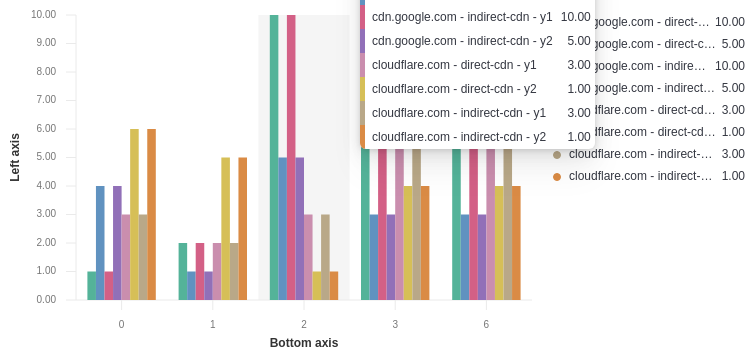 10.00
9.00
8.00
7.00
6.00
5.00
4.00
3.00
2.00
1.00
0.00
Left axis
0
1
2
3
6
Bottom axis
cdn.google.com - indirect-cdn - y1 10.00
cdn.google.com - indirect-cdn - y2 5.00
cloudflare.com - direct-cdn - y1 3.00
cloudflare.com - direct-cdn - y2 1.00
cloudflare.com - indirect-cdn - y1 3.00
cloudflare.com - indirect-cdn - y2 1.00
google.com - direct-... 10.00
google.com - direct-c... 5.00
google.com - indire... 10.00
google.com - indirect... 5.00
dflare.com - direct-cd... 3.00
dflare.com - direct-cd... 1.00
cloudflare.com - indirect-... 3.00
cloudflare.com - indirect-... 1.00